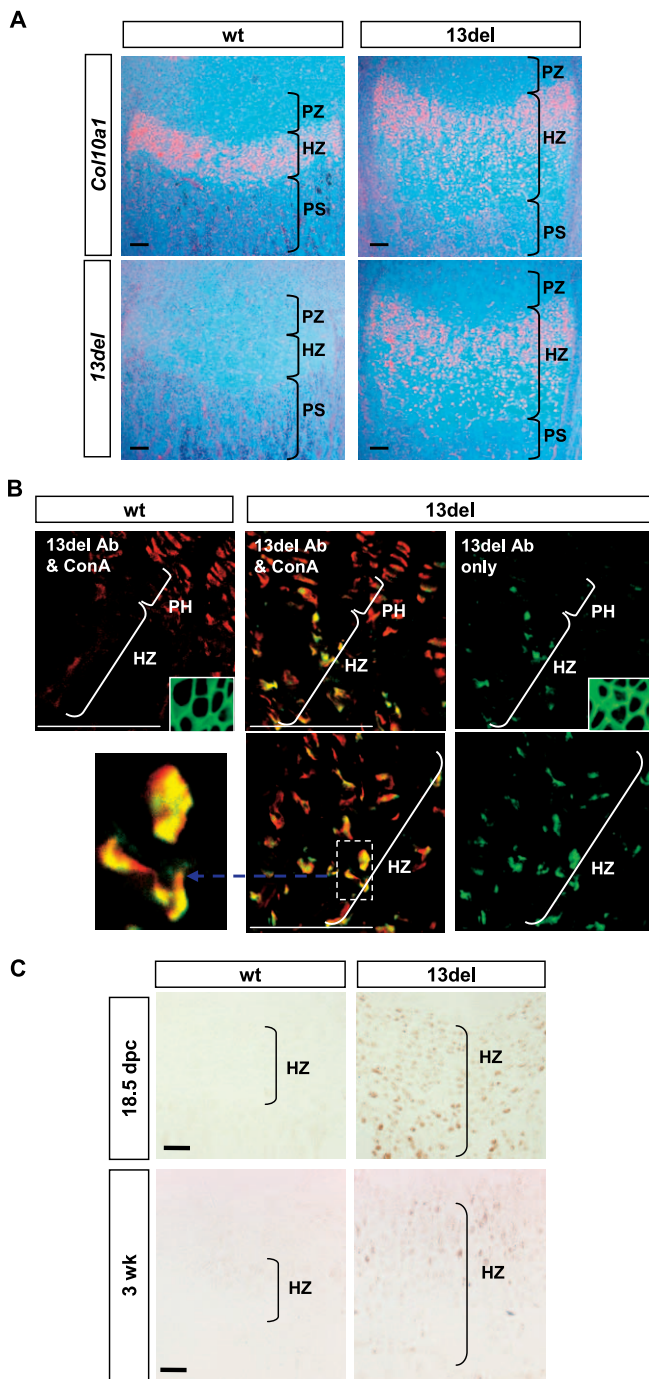 A
wt
13del
Col10a1
PZ
HZ
PS
PZ
HZ
PS
13del
PZ
HZ
PS
PZ
HZ
PS
B
wt
13del
13del Ab
& ConA
PH
HZ
13del Ab
& ConA
PH
HZ
13del Ab
only
PH
HZ
HZ
HZ
C
wt
13del
18.5 dpc
HZ
HZ
3 wk
HZ
HZ